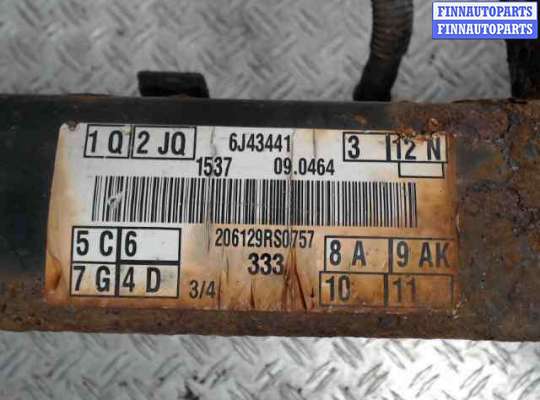 FINNAUTOPARTS
FINNAUTOPARTS
1 Q 2 JQ 6J43441 3 12 N
1537 09.0464
206129RS0757
5 C 6 333 8 A 9 AK
7 G 4 D 3/4 10 11